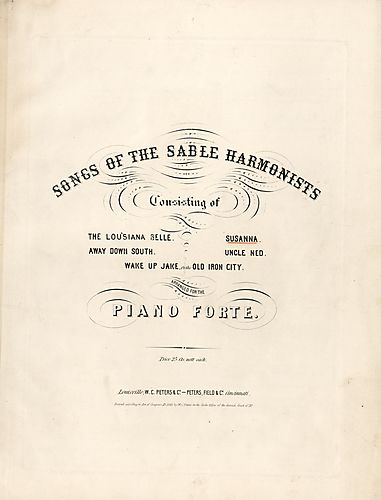 SONGS OF THE SABLE HARMONISTS
Consisting of
THE LOU'SIANA BELLE. SUSANNA.
AWAY DOWN SOUTH. UNCLE NED.
WAKE UP JAKE, or the OLD IRON CITY.
ARRANGED FOR THE
PIANO FORTE.
Price 25 cts nett each.
Louisville, W. C. PETERS & Co — PETERS, FIELD & Co Cincinnati.